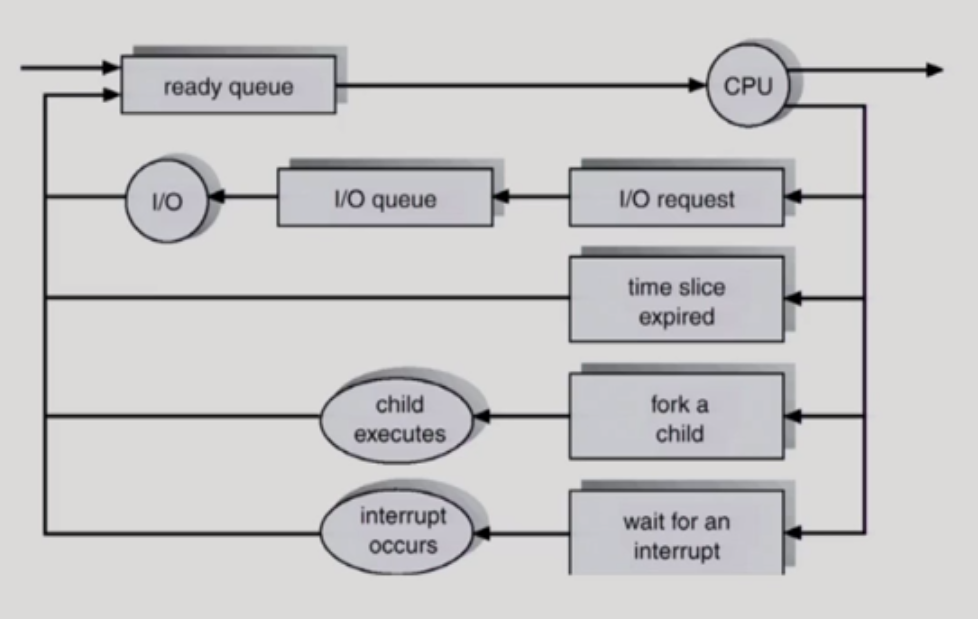 ready queue
CPU
I/O
I/O queue
I/O request
time slice
expired
child
executes
fork a
child
interrupt
occurs
wait for an
interrupt